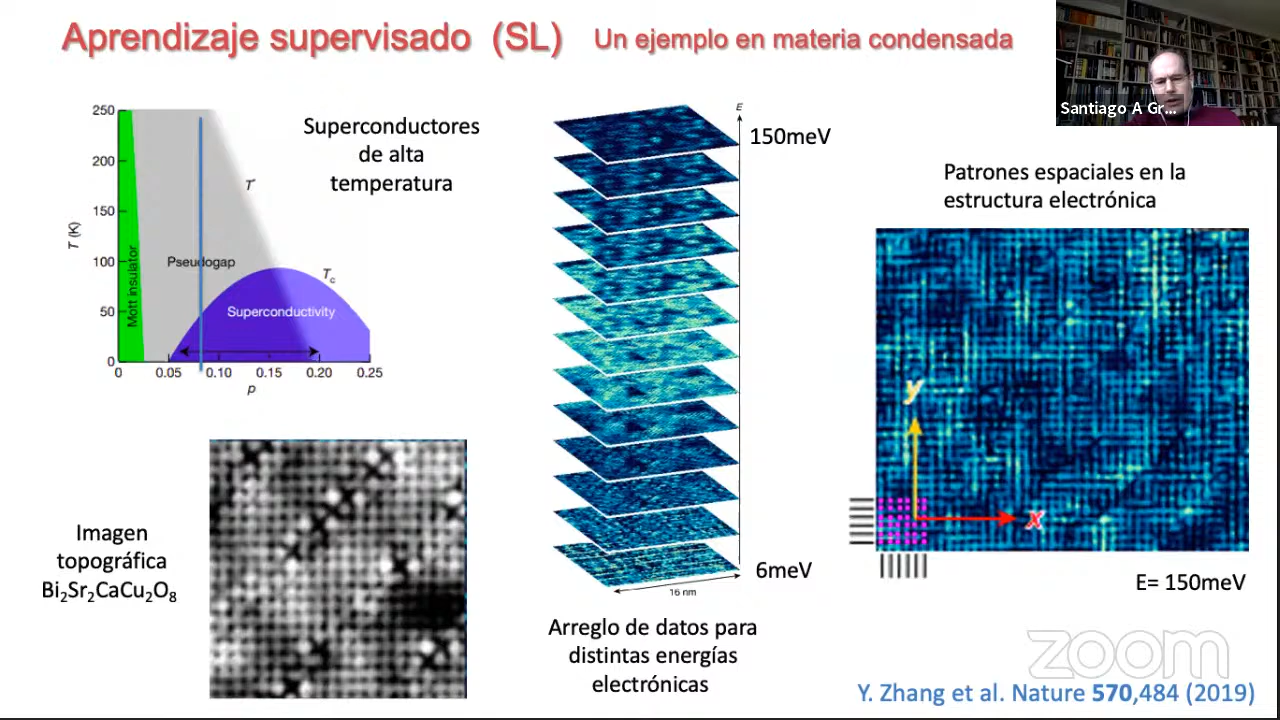 Aprendizaje supervisado (SL) Un ejemplo en materia condensada
Santiago A Gr...
250
200
150
100
50
0
T (K)
0 0.05 0.10 0.15 0.20 0.25
p
Mott insulator
Pseudogap
T*
Tc
Superconductivity
Superconductores
de alta
temperatura
Imagen
topográfica
Bi2Sr2CaCu2O8
E
150meV
6meV
16 nm
Arreglo de datos para
distintas energías
electrónicas
Patrones espaciales en la
estructura electrónica
y
x
E= 150meV
zoom
Y. Zhang et al. Nature 570,484 (2019)